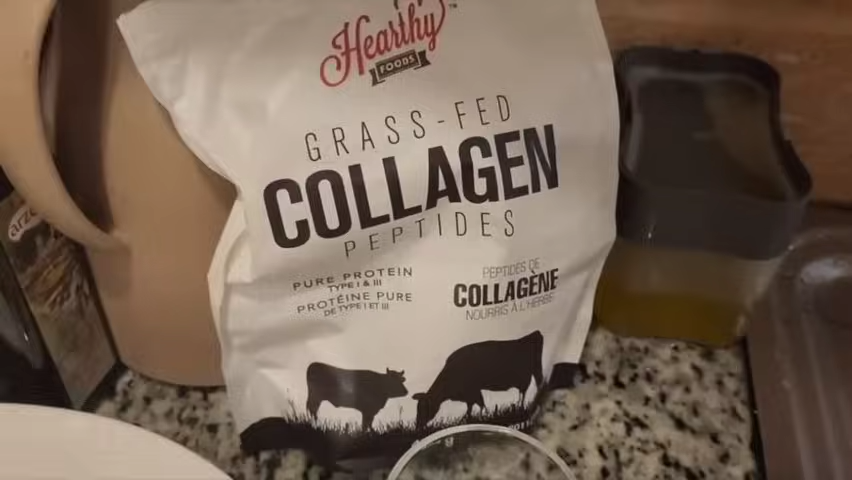 Hearthy
FOODS
GRASS-FED
COLLAGEN
PEPTIDES
PURE PROTEIN
TYPE I & III
PROTÉINE PURE
DE TYPE I ET III
PEPTIDES DE
COLLAGÈNE
NOURRIS À L'HERBE